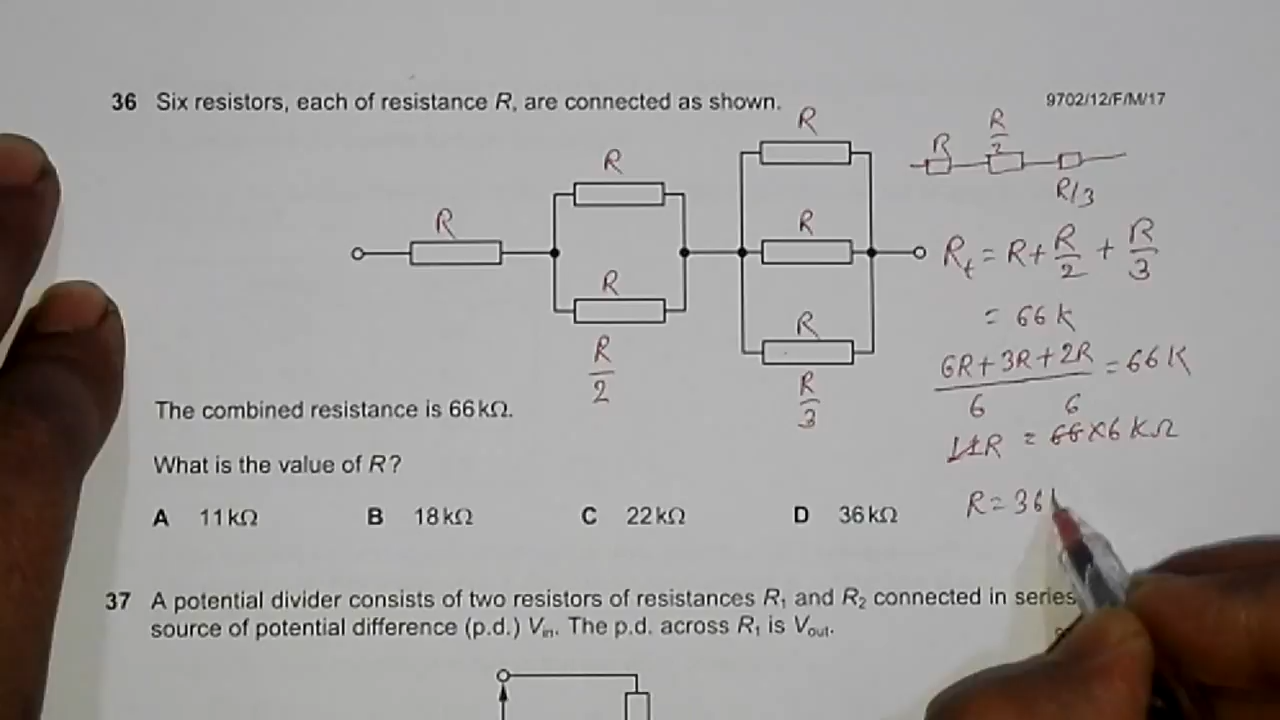 36 Six resistors, each of resistance R, are connected as shown.
9702/12/F/M/17
R
R
R
R
R
R
R/2
R/3
R
R/2
R/3
Rt = R + R/2 + R/3
= 66 k
6R + 3R + 2R / 6 = 66 k
6
11R = 66 × 6 kΩ
R = 36 k
The combined resistance is 66 kΩ.
What is the value of R?
A 11 kΩ B 18 kΩ C 22 kΩ D 36 kΩ
37 A potential divider consists of two resistors of resistances R1 and R2 connected in series
source of potential difference (p.d.) Vin. The p.d. across R1 is Vout.